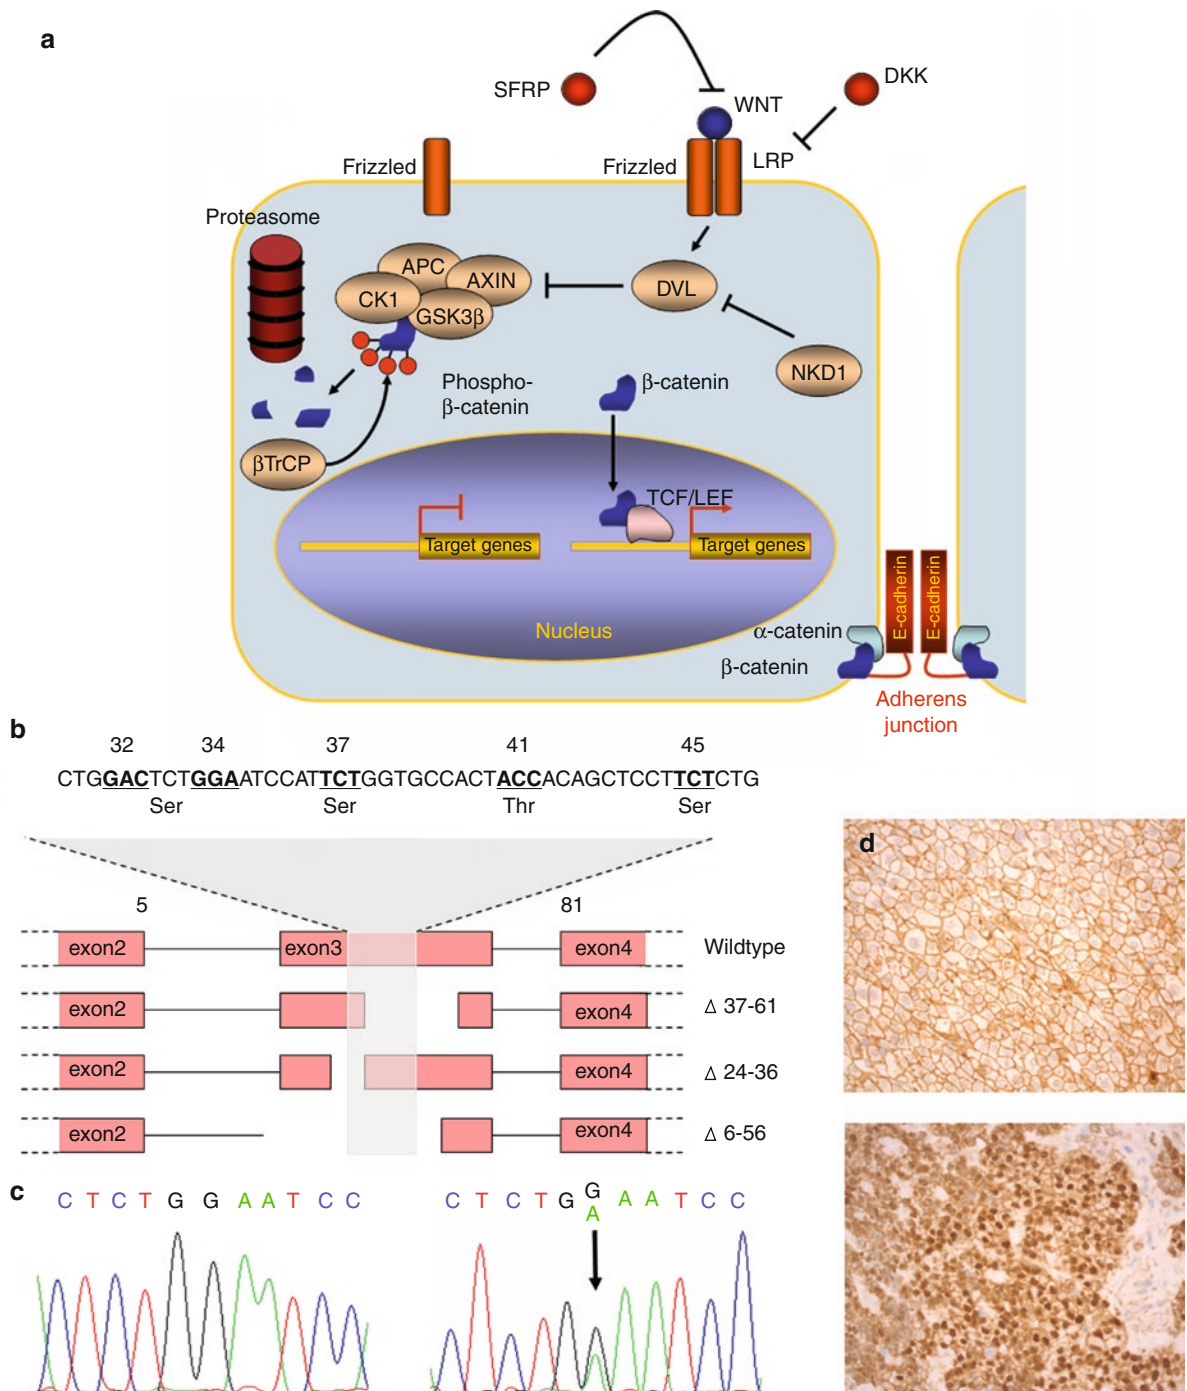 a
SFRP
DKK
WNT
LRP
Frizzled
Frizzled
Proteasome
APC
AXIN
CK1
GSK3β
DVL
NKD1
Phospho-
β-catenin
β-catenin
βTrCP
TCF/LEF
Target genes
Target genes
Nucleus
E-cadherin
E-cadherin
α-catenin
β-catenin
Adherens
junction
b
32 34 37 41 45
CTGGACTCTGGAATCCATTCTGGTGCCACTACCACAGCTCCTTCTCTG
Ser Ser Thr Ser
5 81
exon2 exon3 exon4 Wildtype
exon2 exon4 Δ 37-61
exon2 exon4 Δ 24-36
exon2 exon4 Δ 6-56
c
C T C T G G A A T C C
C T C T G G A A T C C
A
d